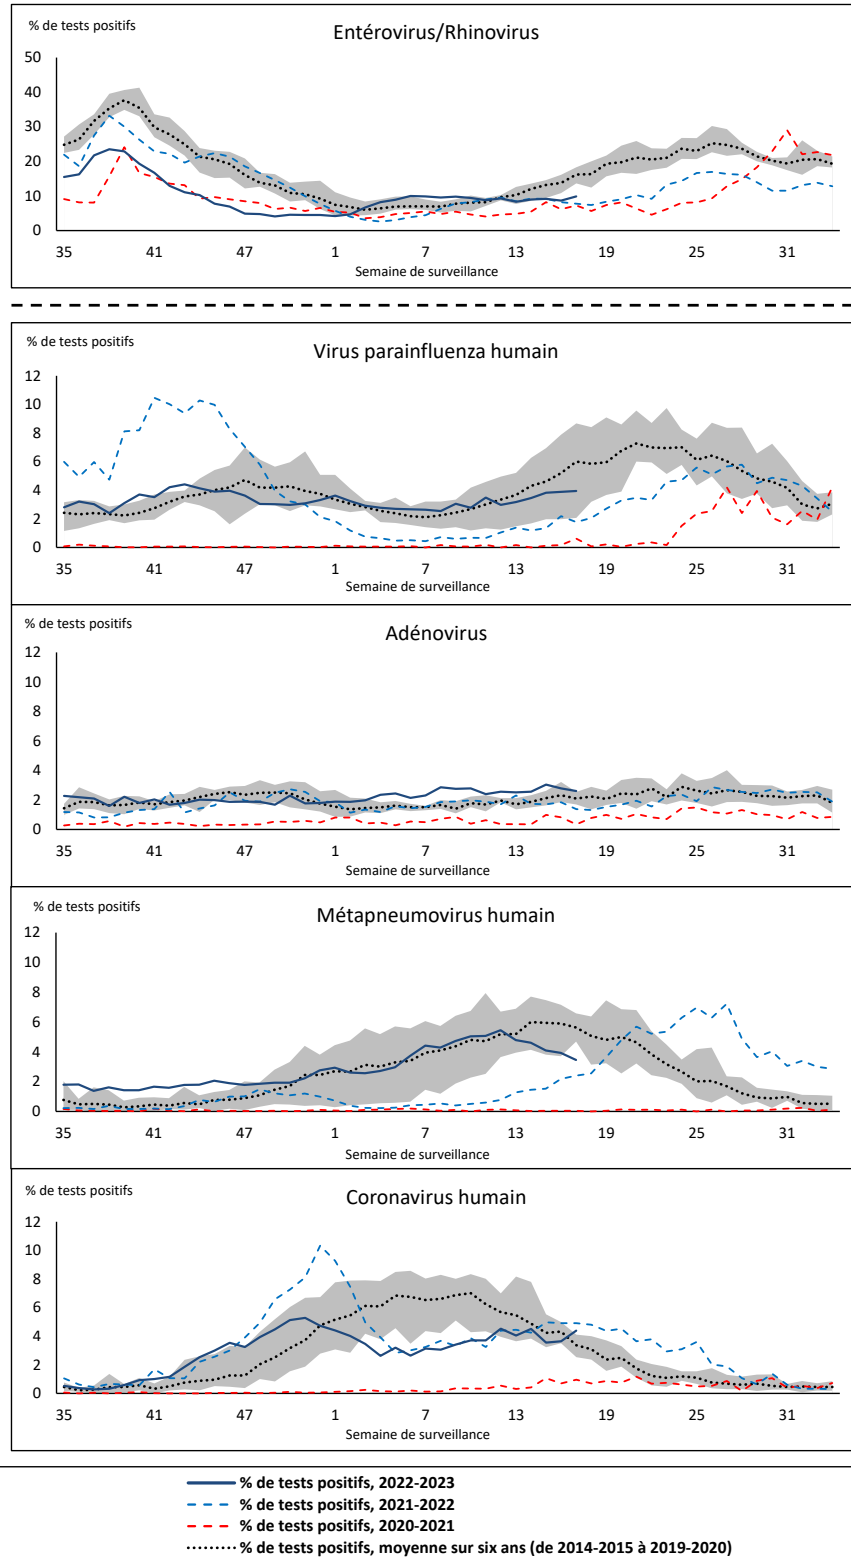 % de tests positifs
Entérovirus/Rhinovirus
50
40
30
20
10
0
35 41 47 1 7 13 19 25 31
Semaine de surveillance
% de tests positifs
Virus parainfluenza humain
12
10
8
6
4
2
0
35 41 47 1 7 13 19 25 31
Semaine de surveillance
% de tests positifs
Adénovirus
12
10
8
6
4
2
0
35 41 47 1 7 13 19 25 31
Semaine de surveillance
% de tests positifs
Métapneumovirus humain
12
10
8
6
4
2
0
35 41 47 1 7 13 19 25 31
Semaine de surveillance
% de tests positifs
Coronavirus humain
12
10
8
6
4
2
0
35 41 47 1 7 13 19 25 31
Semaine de surveillance
% de tests positifs, 2022-2023
% de tests positifs, 2021-2022
% de tests positifs, 2020-2021
% de tests positifs, moyenne sur six ans (de 2014-2015 à 2019-2020)